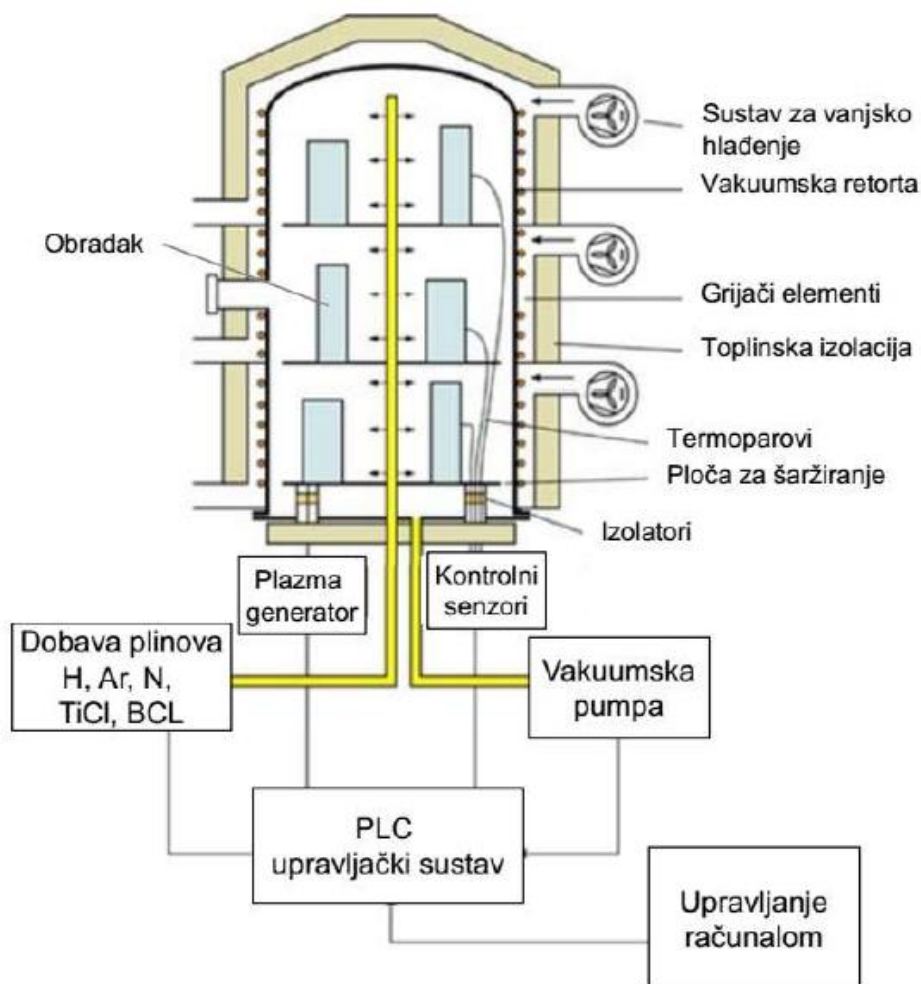 Sustav za vanjsko
hlađenje
Vakuumska retorta
Obradak
Grijači elementi
Toplinska izolacija
Termoparovi
Ploča za šaržiranje
Izolatori
Plazma
generator
Kontrolni
senzori
Dobava plinova
H, Ar, N,
TiCl, BCL
Vakuumska
pumpa
PLC
upravljački sustav
Upravljanje
računalom